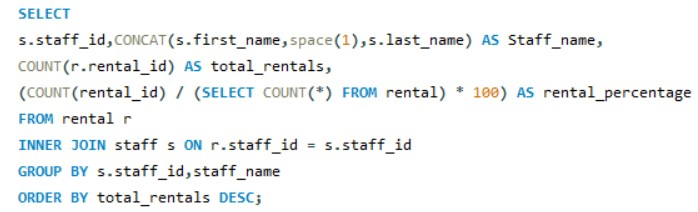 SELECT
s.staff_id,CONCAT(s.first_name,space(1),s.last_name) AS Staff_name,
COUNT(r.rental_id) AS total_rentals,
(COUNT(rental_id) / (SELECT COUNT(*) FROM rental) * 100) AS rental_percentage
FROM rental r
INNER JOIN staff s ON r.staff_id = s.staff_id
GROUP BY s.staff_id,staff_name
ORDER BY total_rentals DESC;